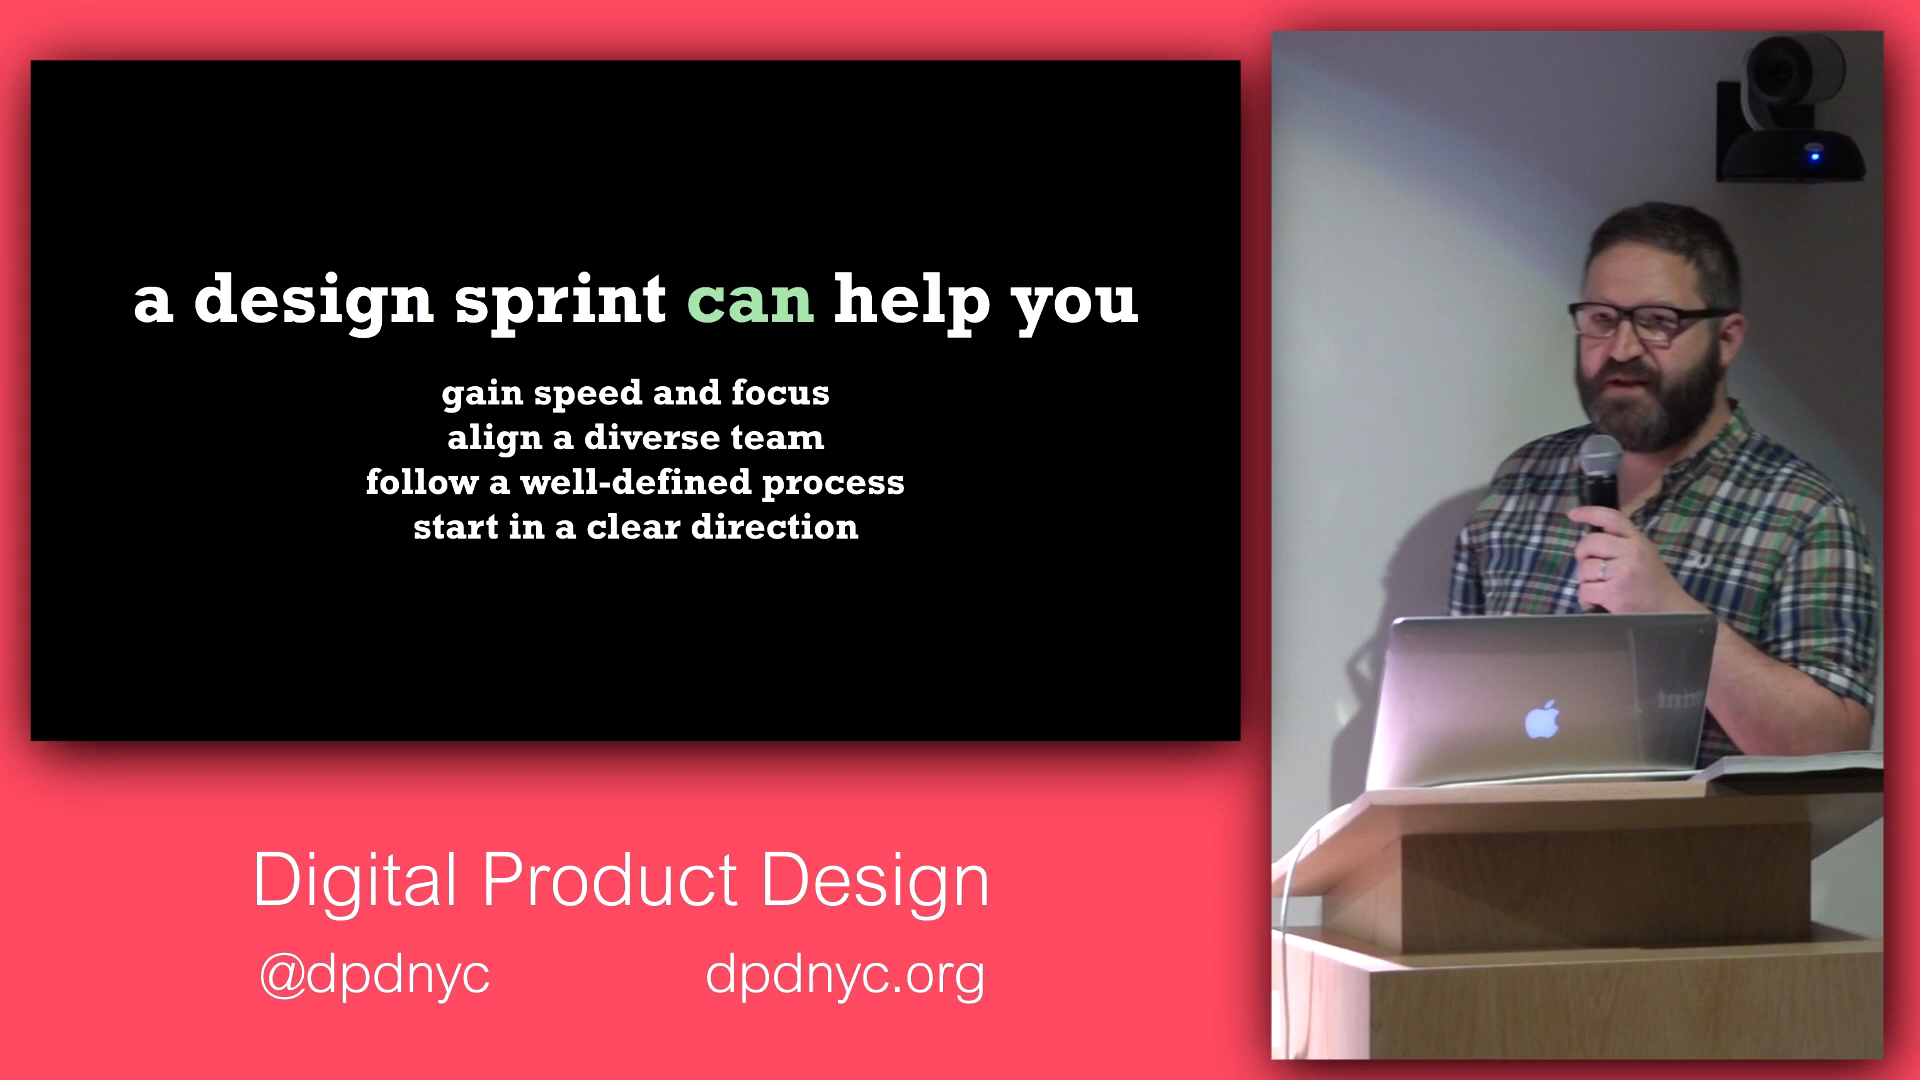 a design sprint can help you
gain speed and focus
align a diverse team
follow a well-defined process
start in a clear direction
Digital Product Design
@dpdnyc
dpdnyc.org